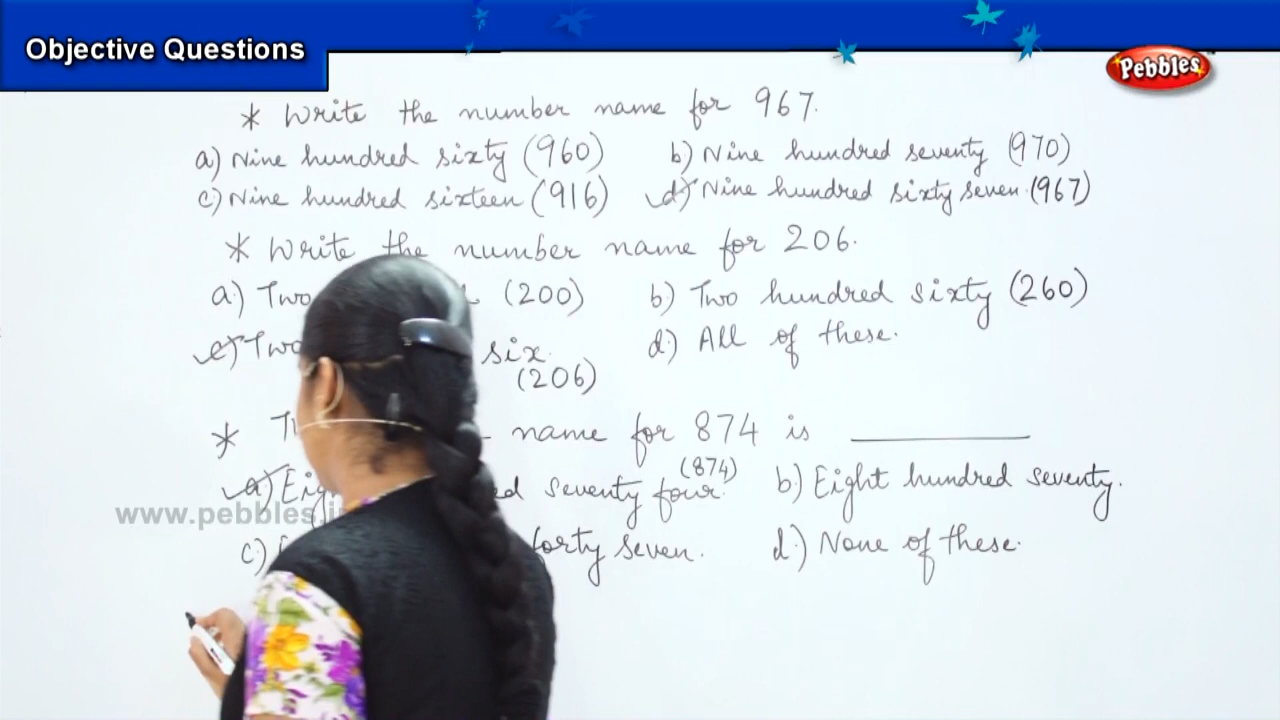 Objective Questions
Pebbles
* Write the number name for 967.
a) Nine hundred sixty (960) b) Nine hundred seventy (970)
c) Nine hundred sixteen (916) d) Nine hundred sixty seven. (967)
* Write the number name for 206.
a.) Two (200) b.) Two hundred sixty (260)
c) Two six. d.) All of these.
(206)
* name for 874 is ________
(874)
a) seventy four. b.) Eight hundred seventy.
www.pebbles.i
c.) forty seven. d.) None of these.